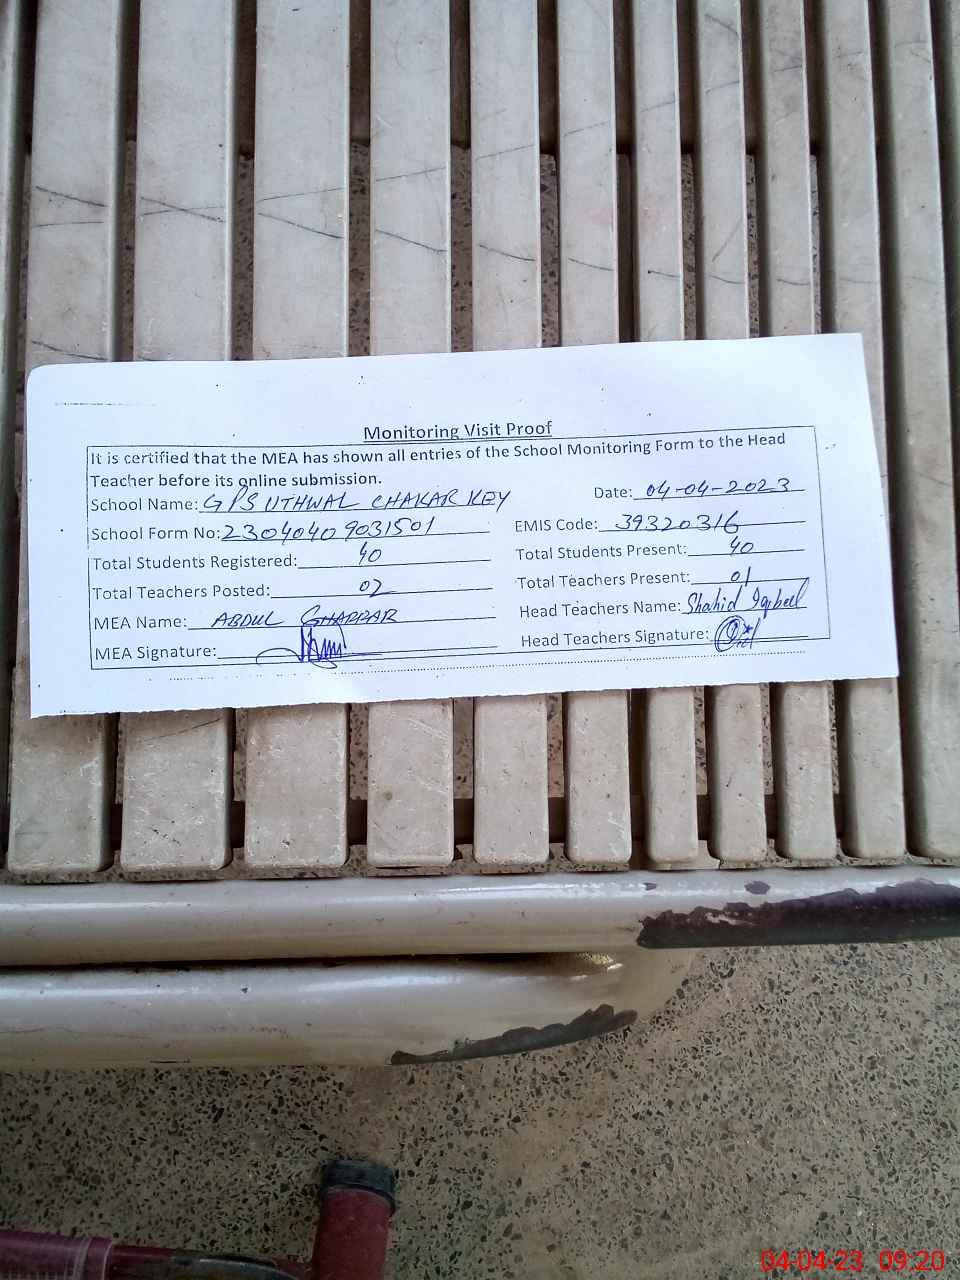 Monitoring Visit Proof
It is certified that the MEA has shown all entries of the School Monitoring Form to the Head
Teacher before its online submission.
School Name: GPS UTHWAL CHAKAR KEY Date: 04-04-2023
School Form No: 23040409031501 EMIS Code: 39320316
Total Students Registered: 40 Total Students Present: 40
Total Teachers Posted: 02 Total Teachers Present: 01
MEA Name: ABDUL GHAFFAR Head Teachers Name: Shahid Iqbal
MEA Signature: Head Teachers Signature:
04-04-23 09:20